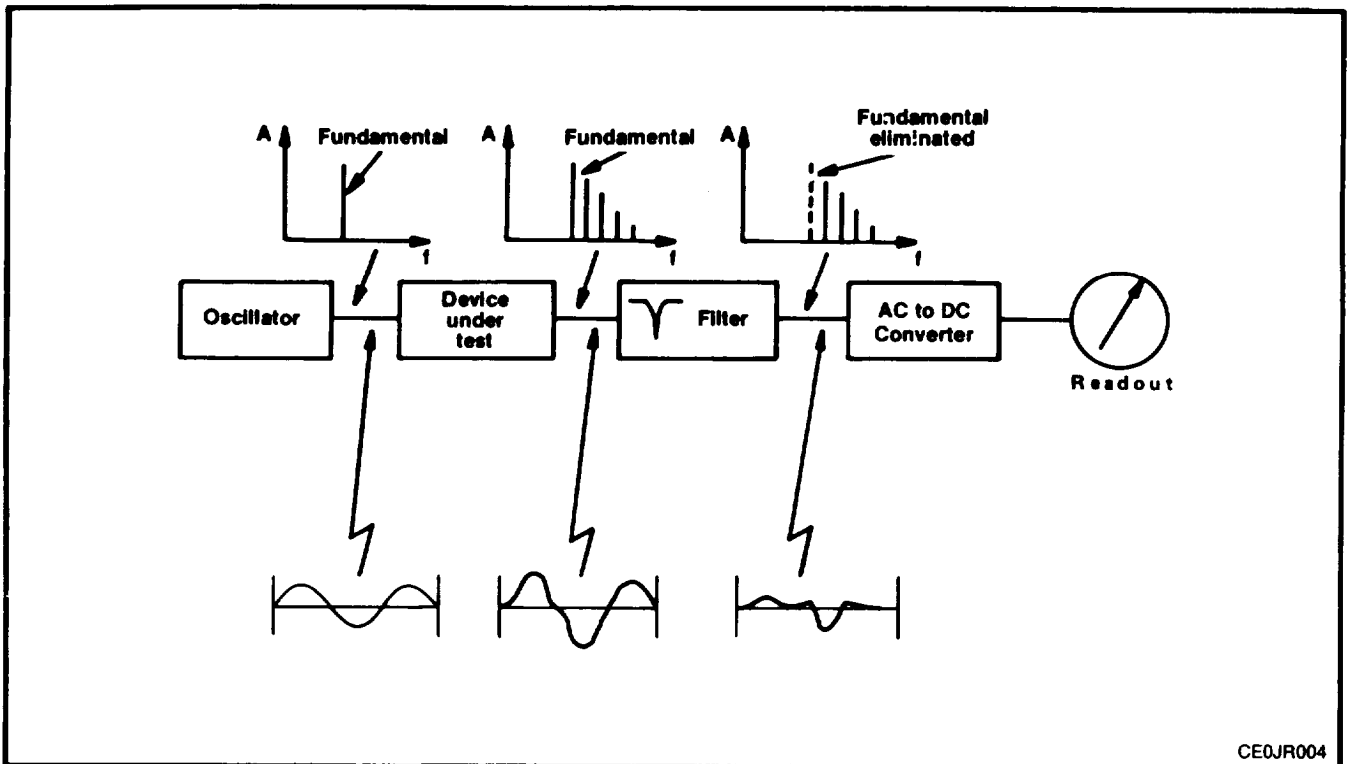 A
Fundamental
f
A
Fundamental
f
A
Fundamental
eliminated
f
Oscillator
Device
under
test
Filter
AC to DC
Converter
Readout
CE0JR004